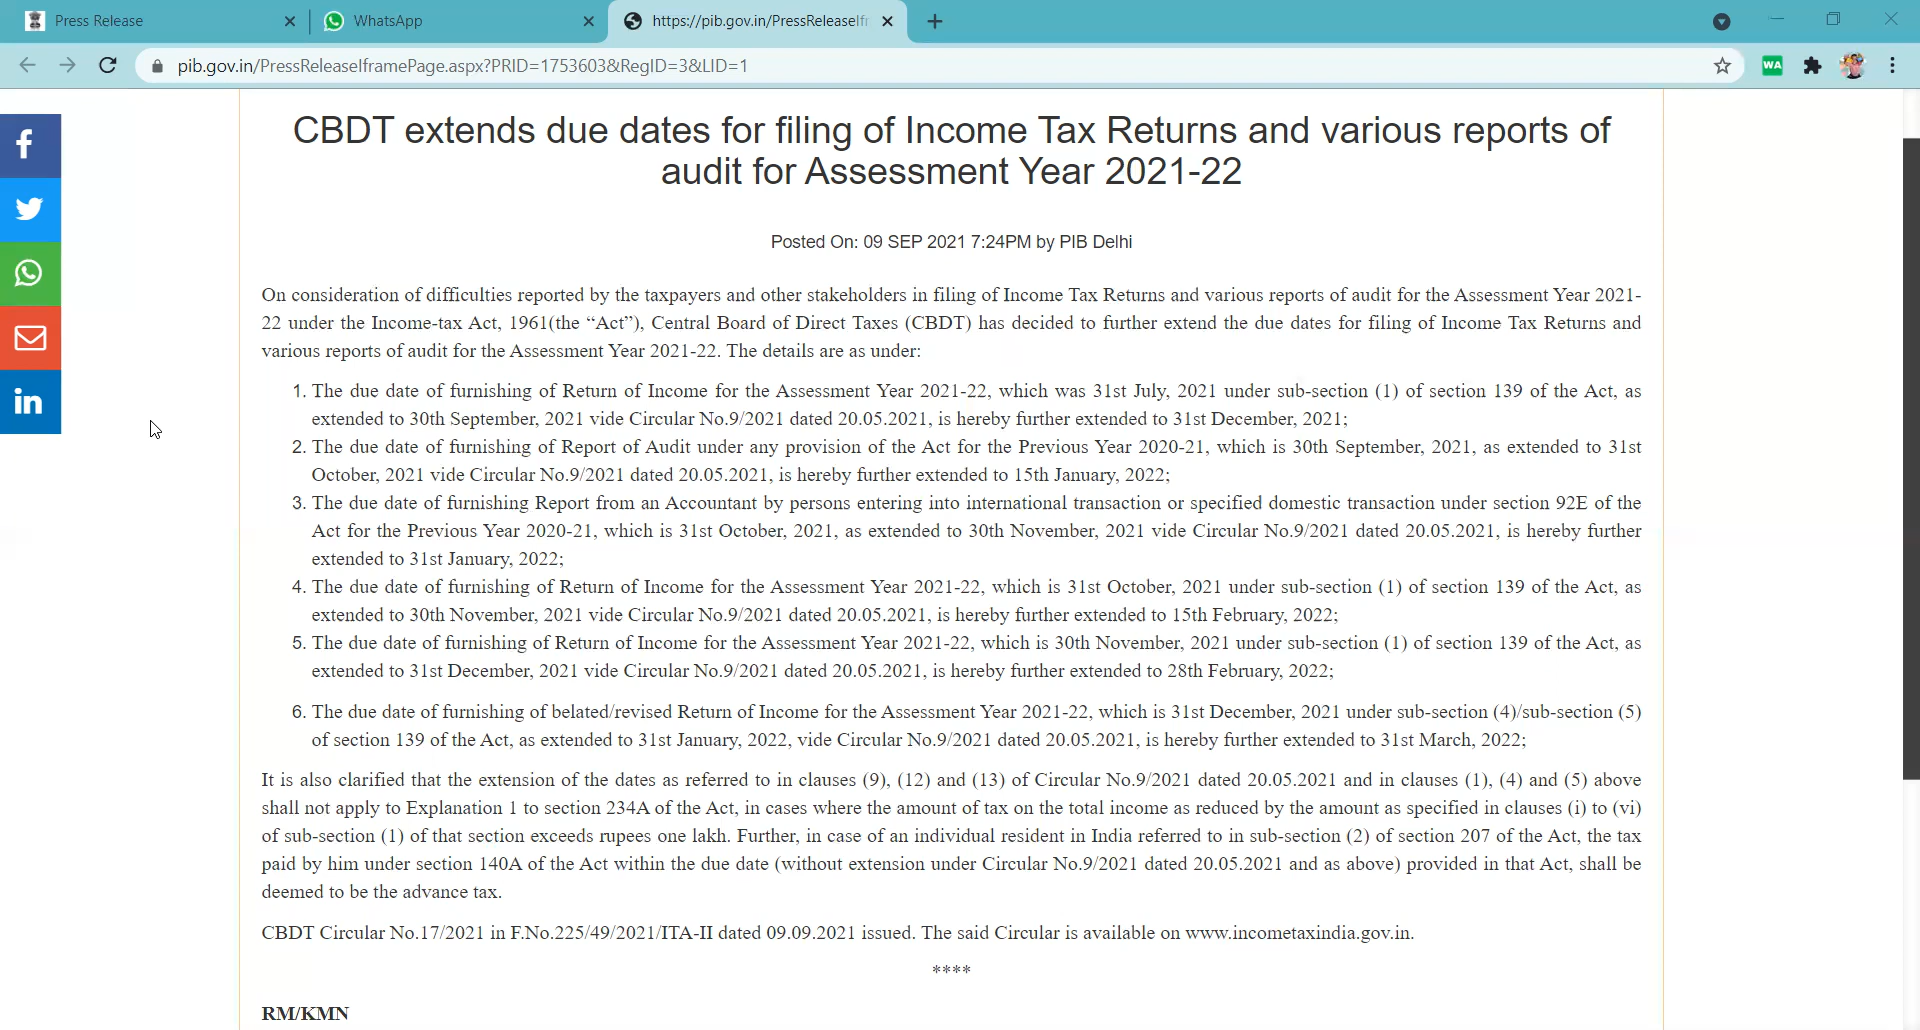 Press Release
WhatsApp
https://pib.gov.in/PressReleaseIfr
pib.gov.in/PressReleaseIframePage.aspx?PRID=1753603&RegID=3&LID=1
WA
CBDT extends due dates for filing of Income Tax Returns and various reports of
audit for Assessment Year 2021-22
Posted On: 09 SEP 2021 7:24PM by PIB Delhi
On consideration of difficulties reported by the taxpayers and other stakeholders in filing of Income Tax Returns and various reports of audit for the Assessment Year 2021-
22 under the Income-tax Act, 1961(the “Act”), Central Board of Direct Taxes (CBDT) has decided to further extend the due dates for filing of Income Tax Returns and
various reports of audit for the Assessment Year 2021-22. The details are as under:
1. The due date of furnishing of Return of Income for the Assessment Year 2021-22, which was 31st July, 2021 under sub-section (1) of section 139 of the Act, as
extended to 30th September, 2021 vide Circular No.9/2021 dated 20.05.2021, is hereby further extended to 31st December, 2021;
2. The due date of furnishing of Report of Audit under any provision of the Act for the Previous Year 2020-21, which is 30th September, 2021, as extended to 31st
October, 2021 vide Circular No.9/2021 dated 20.05.2021, is hereby further extended to 15th January, 2022;
3. The due date of furnishing Report from an Accountant by persons entering into international transaction or specified domestic transaction under section 92E of the
Act for the Previous Year 2020-21, which is 31st October, 2021, as extended to 30th November, 2021 vide Circular No.9/2021 dated 20.05.2021, is hereby further
extended to 31st January, 2022;
4. The due date of furnishing of Return of Income for the Assessment Year 2021-22, which is 31st October, 2021 under sub-section (1) of section 139 of the Act, as
extended to 30th November, 2021 vide Circular No.9/2021 dated 20.05.2021, is hereby further extended to 15th February, 2022;
5. The due date of furnishing of Return of Income for the Assessment Year 2021-22, which is 30th November, 2021 under sub-section (1) of section 139 of the Act, as
extended to 31st December, 2021 vide Circular No.9/2021 dated 20.05.2021, is hereby further extended to 28th February, 2022;
6. The due date of furnishing of belated/revised Return of Income for the Assessment Year 2021-22, which is 31st December, 2021 under sub-section (4)/sub-section (5)
of section 139 of the Act, as extended to 31st January, 2022, vide Circular No.9/2021 dated 20.05.2021, is hereby further extended to 31st March, 2022;
It is also clarified that the extension of the dates as referred to in clauses (9), (12) and (13) of Circular No.9/2021 dated 20.05.2021 and in clauses (1), (4) and (5) above
shall not apply to Explanation 1 to section 234A of the Act, in cases where the amount of tax on the total income as reduced by the amount as specified in clauses (i) to (vi)
of sub-section (1) of that section exceeds rupees one lakh. Further, in case of an individual resident in India referred to in sub-section (2) of section 207 of the Act, the tax
paid by him under section 140A of the Act within the due date (without extension under Circular No.9/2021 dated 20.05.2021 and as above) provided in that Act, shall be
deemed to be the advance tax.
CBDT Circular No.17/2021 in F.No.225/49/2021/ITA-II dated 09.09.2021 issued. The said Circular is available on www.incometaxindia.gov.in.
****
RM/KMN